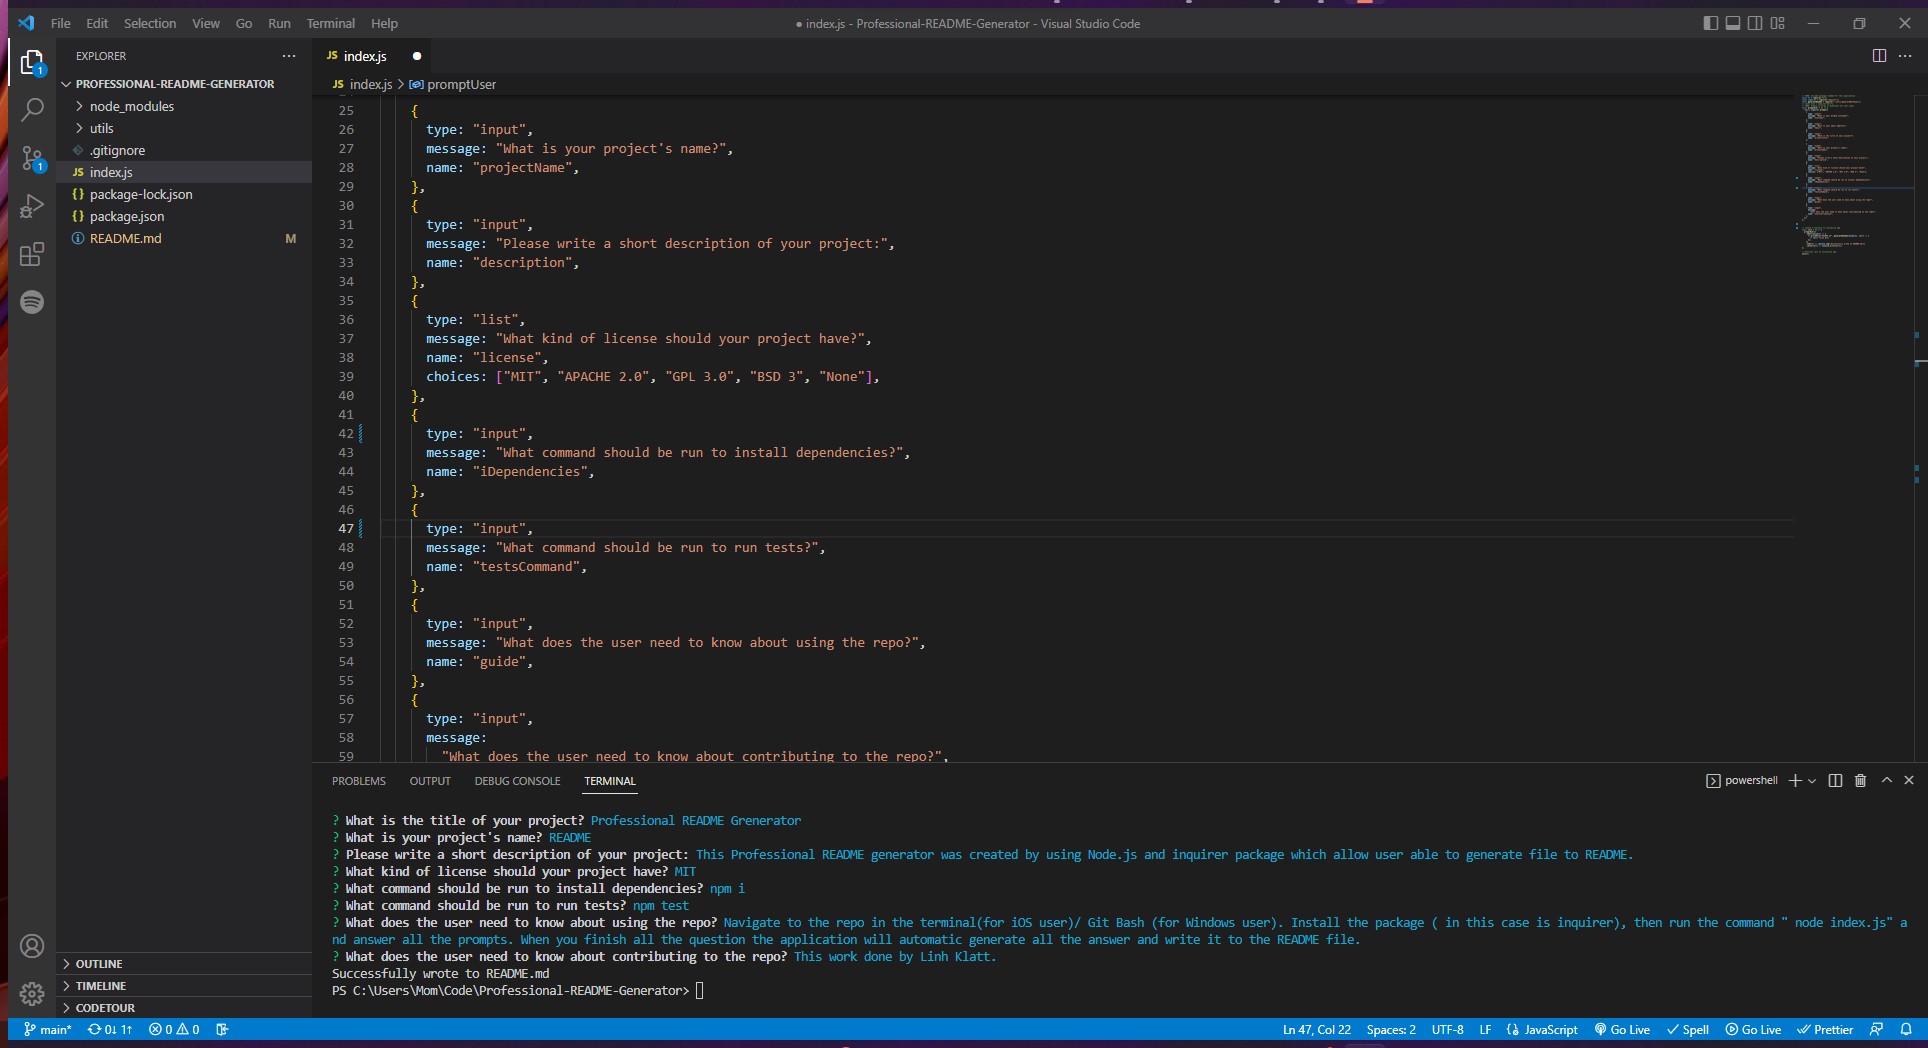 File Edit Selection View Go Run Terminal Help
● index.js - Professional-README-Generator - Visual Studio Code
EXPLORER
PROFESSIONAL-README-GENERATOR
node_modules
utils
.gitignore
JS index.js
{} package-lock.json
{} package.json
README.md M
OUTLINE
TIMELINE
CODETOUR
1
1
JS index.js
JS index.js > promptUser
25 {
26 type: "input",
27 message: "What is your project's name?",
28 name: "projectName",
29 },
30 {
31 type: "input",
32 message: "Please write a short description of your project:",
33 name: "description",
34 },
35 {
36 type: "list",
37 message: "What kind of license should your project have?",
38 name: "license",
39 choices: ["MIT", "APACHE 2.0", "GPL 3.0", "BSD 3", "None"],
40 },
41 {
42 type: "input",
43 message: "What command should be run to install dependencies?",
44 name: "iDependencies",
45 },
46 {
47 type: "input",
48 message: "What command should be run to run tests?",
49 name: "testsCommand",
50 },
51 {
52 type: "input",
53 message: "What does the user need to know about using the repo?",
54 name: "guide",
55 },
56 {
57 type: "input",
58 message:
59 "What does the user need to know about contributing to the repo?",
PROBLEMS OUTPUT DEBUG CONSOLE TERMINAL
powershell
? What is the title of your project? Professional README Grenerator
? What is your project's name? README
? Please write a short description of your project: This Professional README generator was created by using Node.js and inquirer package which allow user able to generate file to README.
? What kind of license should your project have? MIT
? What command should be run to install dependencies? npm i
? What command should be run to run tests? npm test
? What does the user need to know about using the repo? Navigate to the repo in the terminal(for iOS user)/ Git Bash (for Windows user). Install the package ( in this case is inquirer), then run the command " node index.js" a
nd answer all the prompts. When you finish all the question the application will automatic generate all the answer and write it to the README file.
? What does the user need to know about contributing to the repo? This work done by Linh Klatt.
Successfully wrote to README.md
PS C:\Users\Mom\Code\Professional-README-Generator>
main* 0↓ 1↑ 0 0
Ln 47, Col 22 Spaces: 2 UTF-8 LF JavaScript Go Live Spell Go Live Prettier